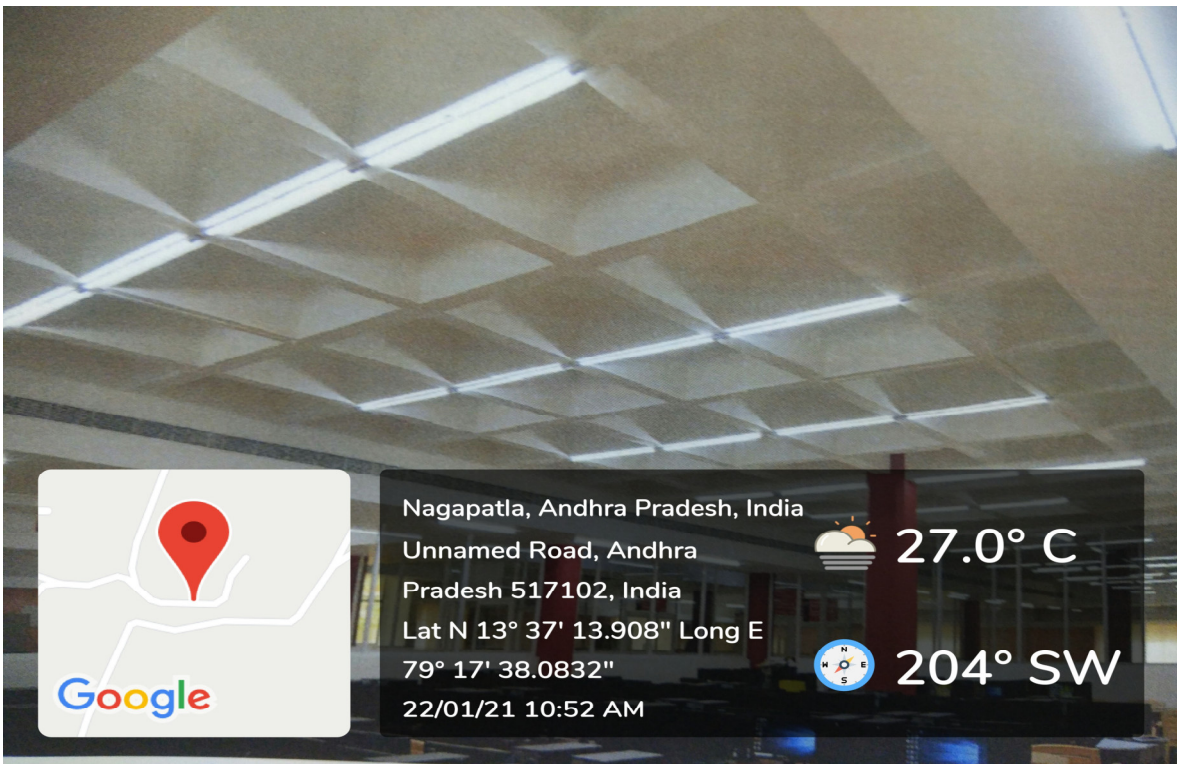 Nagapatla, Andhra Pradesh, India
Unnamed Road, Andhra
Pradesh 517102, India
Lat N 13° 37' 13.908" Long E
79° 17' 38.0832"
22/01/21 10:52 AM
27.0° C
N
W E
S
204° SW
Google